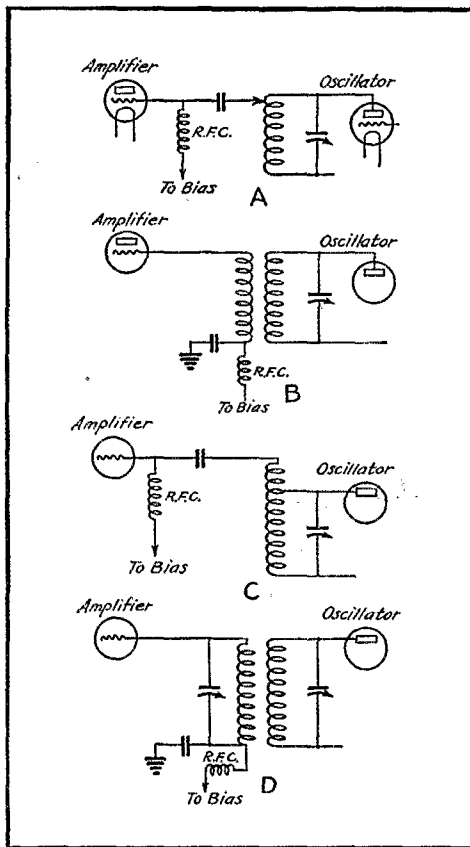 Amplifier
Oscillator
R.F.C.
To Bias
A
Amplifier
Oscillator
R.F.C.
To Bias
B
Amplifier
Oscillator
R.F.C.
To Bias
C
Amplifier
Oscillator
R.F.C.
To Bias
D